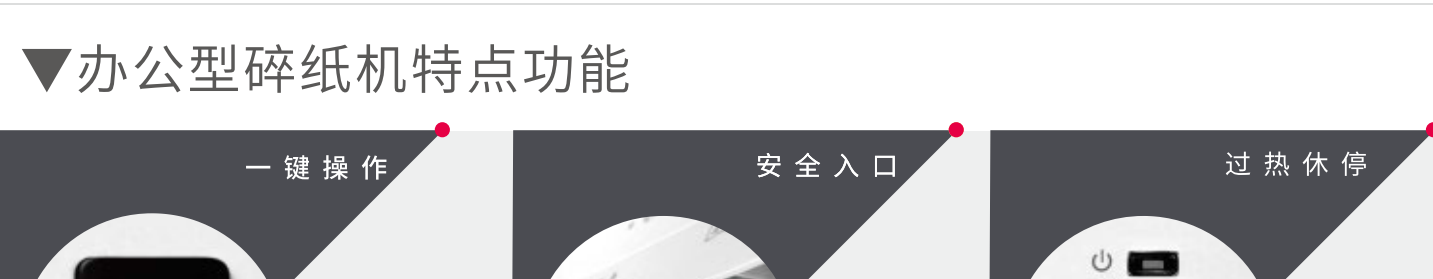 ▼办公型碎纸机特点功能
一键操作
安全入口
过热休停